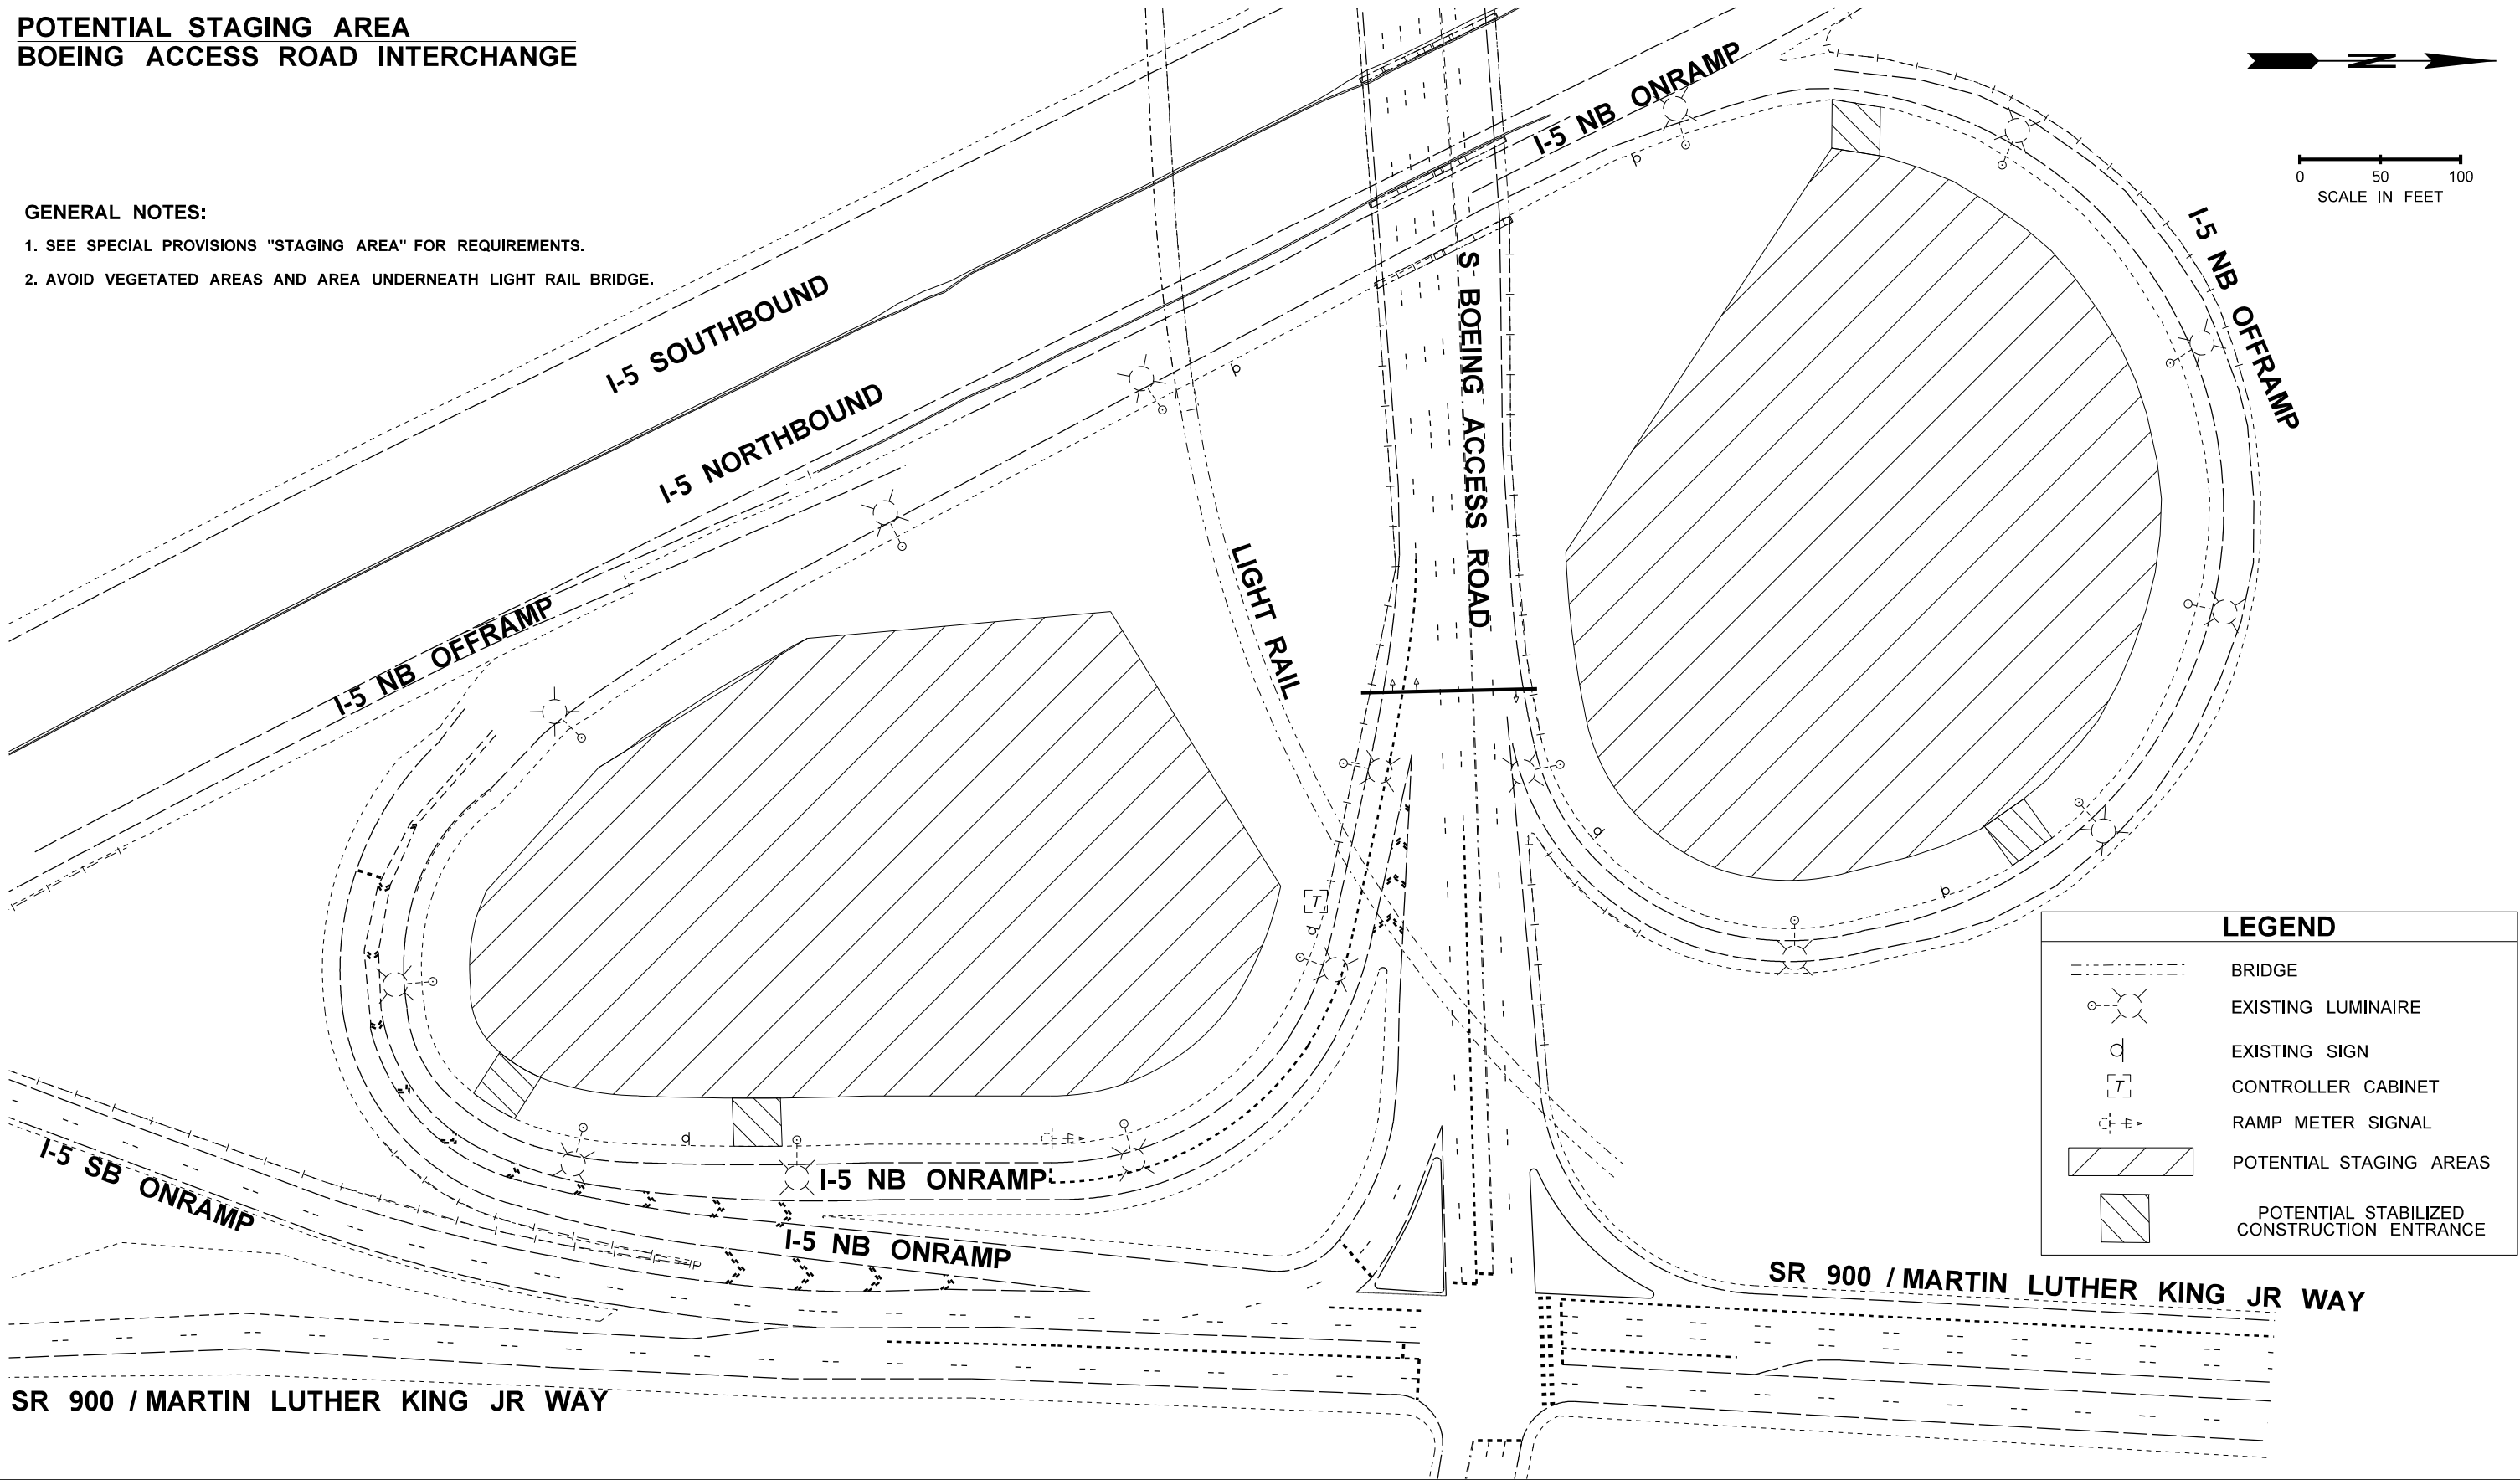 POTENTIAL STAGING AREA
BOEING ACCESS ROAD INTERCHANGE
GENERAL NOTES:
1. SEE SPECIAL PROVISIONS "STAGING AREA" FOR REQUIREMENTS.
2. AVOID VEGETATED AREAS AND AREA UNDERNEATH LIGHT RAIL BRIDGE.
N
0 50 100
SCALE IN FEET
I-5 NB ONRAMP
I-5 NB OFFRAMP
I-5 SOUTHBOUND
I-5 NORTHBOUND
S BOEING ACCESS ROAD
LIGHT RAIL
I-5 NB OFFRAMP
T
I-5 SB ONRAMP
I-5 NB ONRAMP
I-5 NB ONRAMP
SR 900 / MARTIN LUTHER KING JR WAY
SR 900 / MARTIN LUTHER KING JR WAY
LEGEND
BRIDGE
EXISTING LUMINAIRE
EXISTING SIGN
T CONTROLLER CABINET
RAMP METER SIGNAL
POTENTIAL STAGING AREAS
POTENTIAL STABILIZED
CONSTRUCTION ENTRANCE